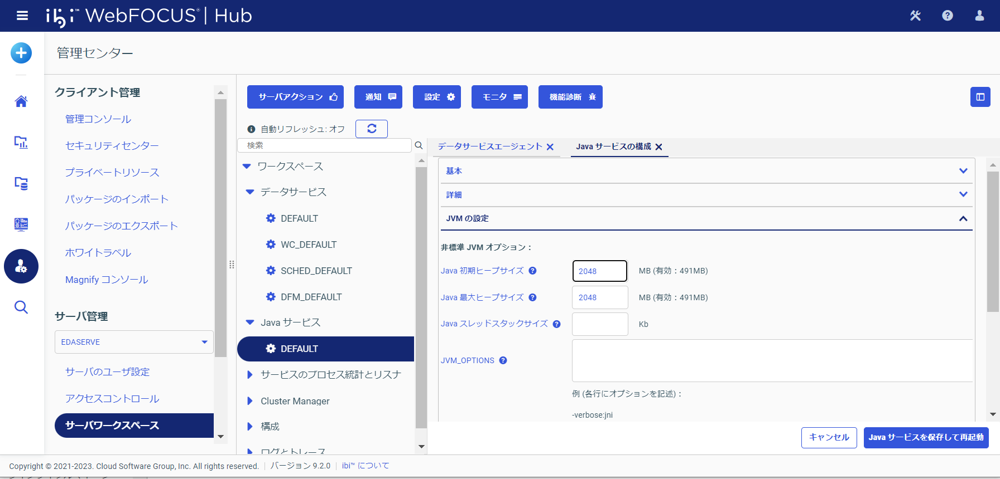 ibi™ WebFOCUS® | Hub
管理センター
クライアント管理
管理コンソール
セキュリティセンター
プライベートリソース
パッケージのインポート
パッケージのエクスポート
ホワイトラベル
Magnify コンソール
サーバ管理
EDASERVE
サーバのユーザ設定
アクセスコントロール
サーバワークスペース
サーバアクション
通知
設定
モニタ
機能診断
自動リフレッシュ: オフ
検索
ワークスペース
データサービス
DEFAULT
WC_DEFAULT
SCHED_DEFAULT
DFM_DEFAULT
Java サービス
DEFAULT
サービスのプロセス統計とリスナ
Cluster Manager
構成
ログとトレース
データサービスエージェント
Java サービスの構成
基本
詳細
JVM の設定
非標準 JVM オプション：
Java 初期ヒープサイズ 2048 MB (有効：491MB)
Java 最大ヒープサイズ 2048 MB (有効：491MB)
Java スレッドスタックサイズ Kb
JVM_OPTIONS
例 (各行にオプションを記述)：
-verbose:jni
キャンセル
Java サービスを保存して再起動
Copyright © 2021-2023. Cloud Software Group, Inc. All rights reserved. バージョン 9.2.0 ibi™ について